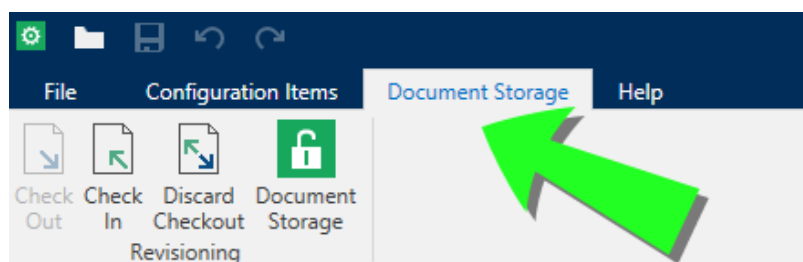 File Configuration Items Document Storage Help
Check Out
Check In
Discard Checkout
Document Storage
Revisioning